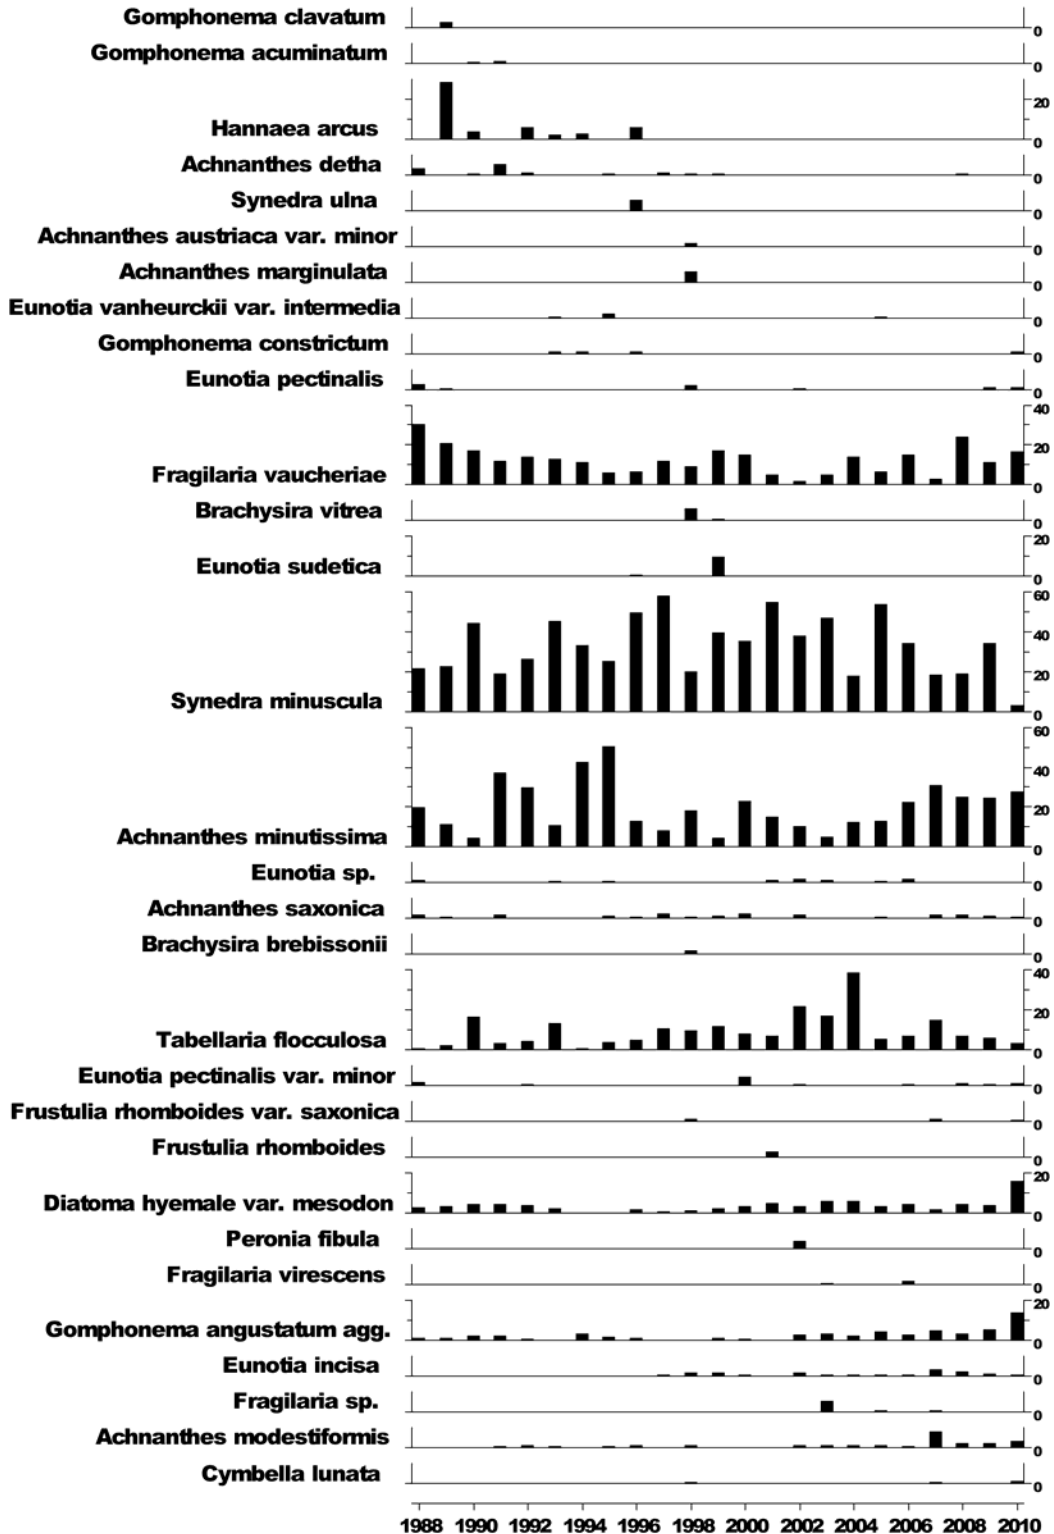 Gomphonema clavatum
0
Gomphonema acuminatum
0
20
Hannaea arcus
0
Achnanthes detha
0
Synedra ulna
0
Achnanthes austriaca var. minor
0
Achnanthes marginulata
0
Eunotia vanheurckii var. intermedia
0
Gomphonema constrictum
0
Eunotia pectinalis
0
40
20
Fragilaria vaucheriae
0
Brachysira vitrea
0
20
Eunotia sudetica
0
60
40
20
Synedra minuscula
0
60
40
20
Achnanthes minutissima
0
Eunotia sp.
0
Achnanthes saxonica
0
Brachysira brebissonii
0
40
20
Tabellaria flocculosa
0
Eunotia pectinalis var. minor
0
Frustulia rhomboides var. saxonica
0
Frustulia rhomboides
0
20
Diatoma hyemale var. mesodon
0
Peronia fibula
0
Fragilaria virescens
0
20
Gomphonema angustatum agg.
0
Eunotia incisa
0
Fragilaria sp.
0
Achnanthes modestiformis
0
Cymbella lunata
0
1988 1990 1992 1994 1996 1998 2000 2002 2004 2006 2008 2010